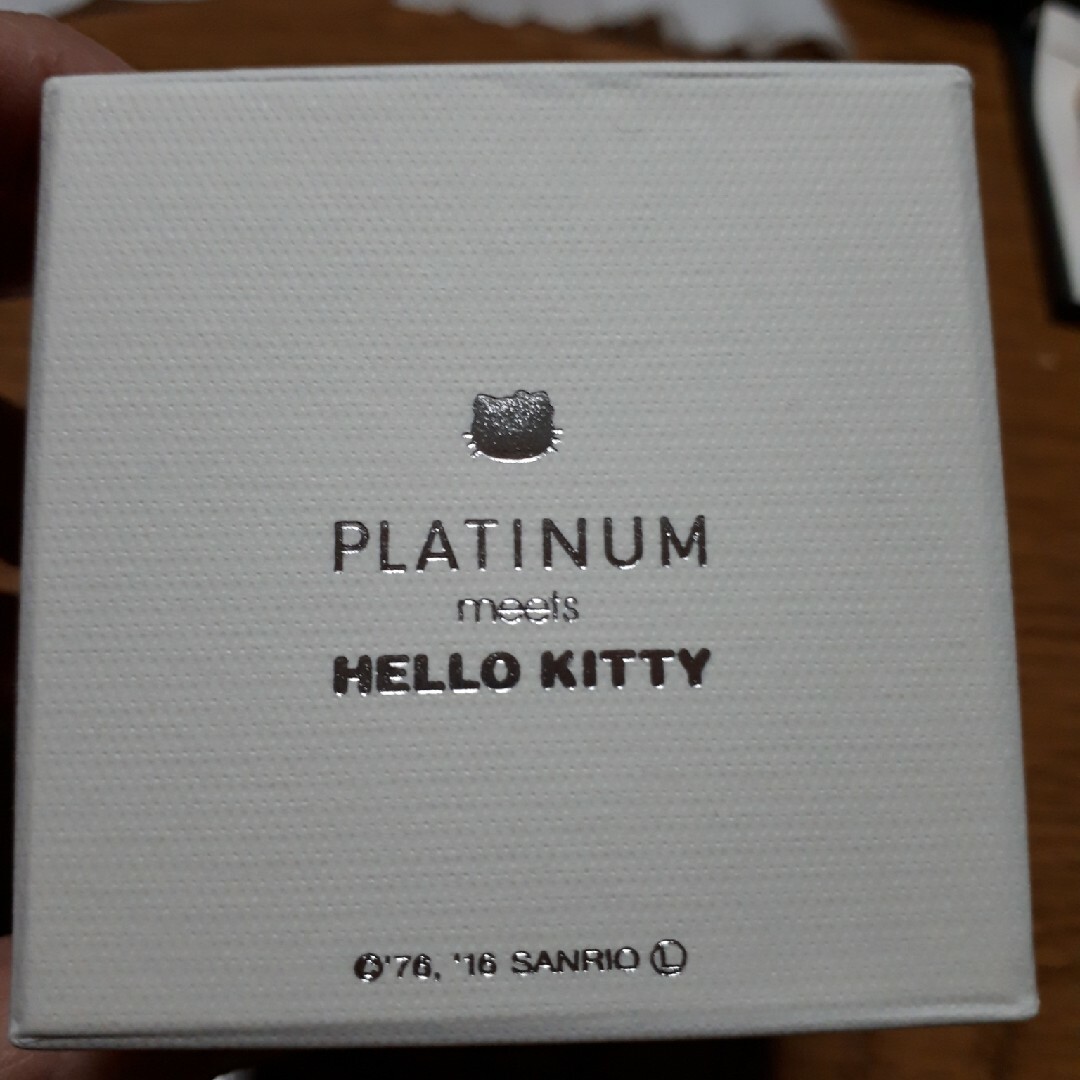 PLATINUM
meets
HELLO KITTY
©'76, '16 SANRIO Ⓛ